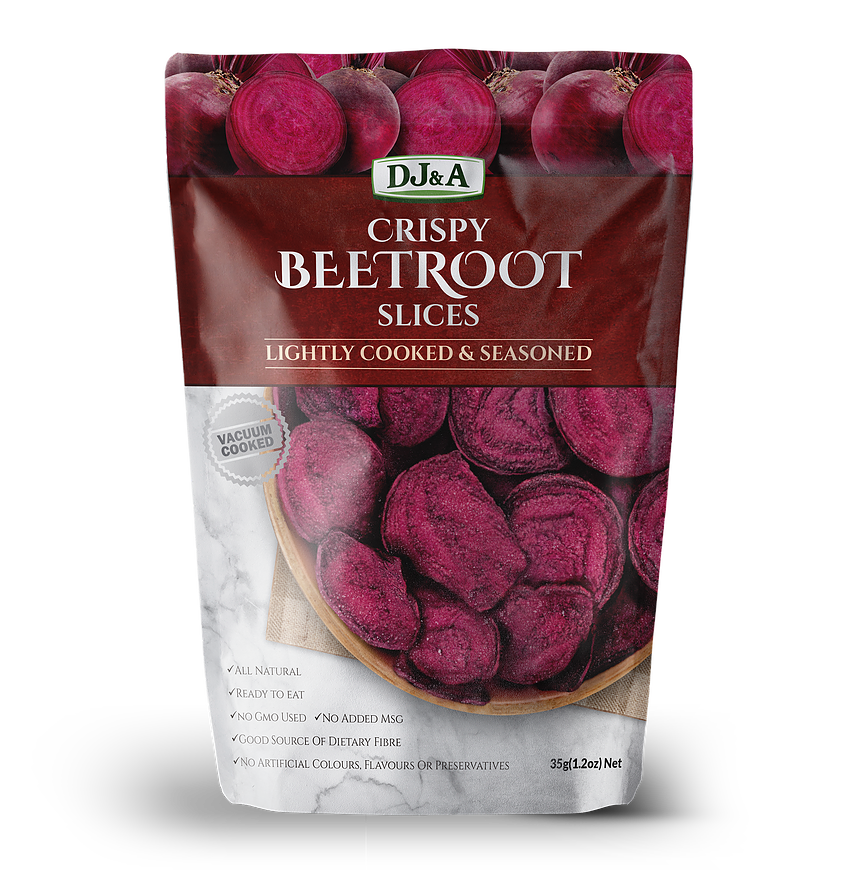 DJ&A
CRISPY
BEETROOT
SLICES
LIGHTLY COOKED & SEASONED
VACUUM
COOKED
✓ALL NATURAL
✓READY TO EAT
✓NO GMO USED ✓NO ADDED MSG
✓GOOD SOURCE OF DIETARY FIBRE
✓NO ARTIFICIAL COLOURS, FLAVOURS OR PRESERVATIVES
35g(1.2oz) Net